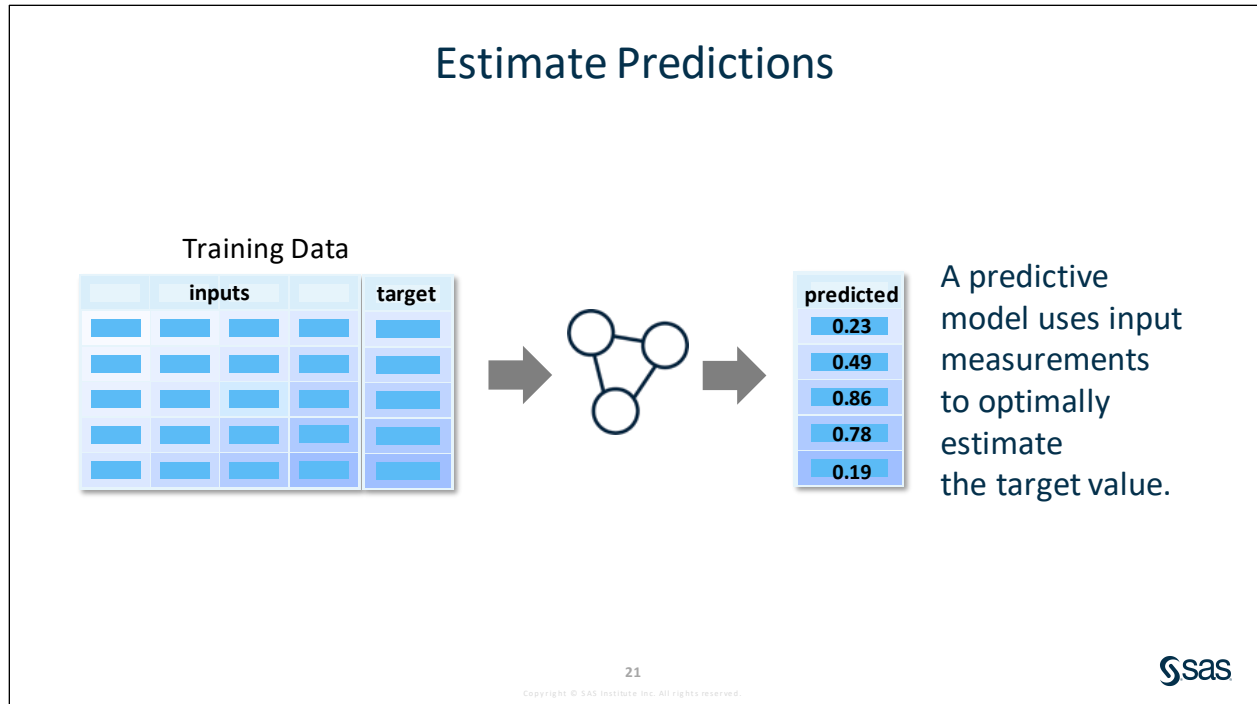 Estimate Predictions
Training Data
inputs target
predicted
0.23
0.49
0.86
0.78
0.19
A predictive
model uses input
measurements
to optimally
estimate
the target value.
21
Copyright © SAS Institute Inc. All rights reserved.
sas